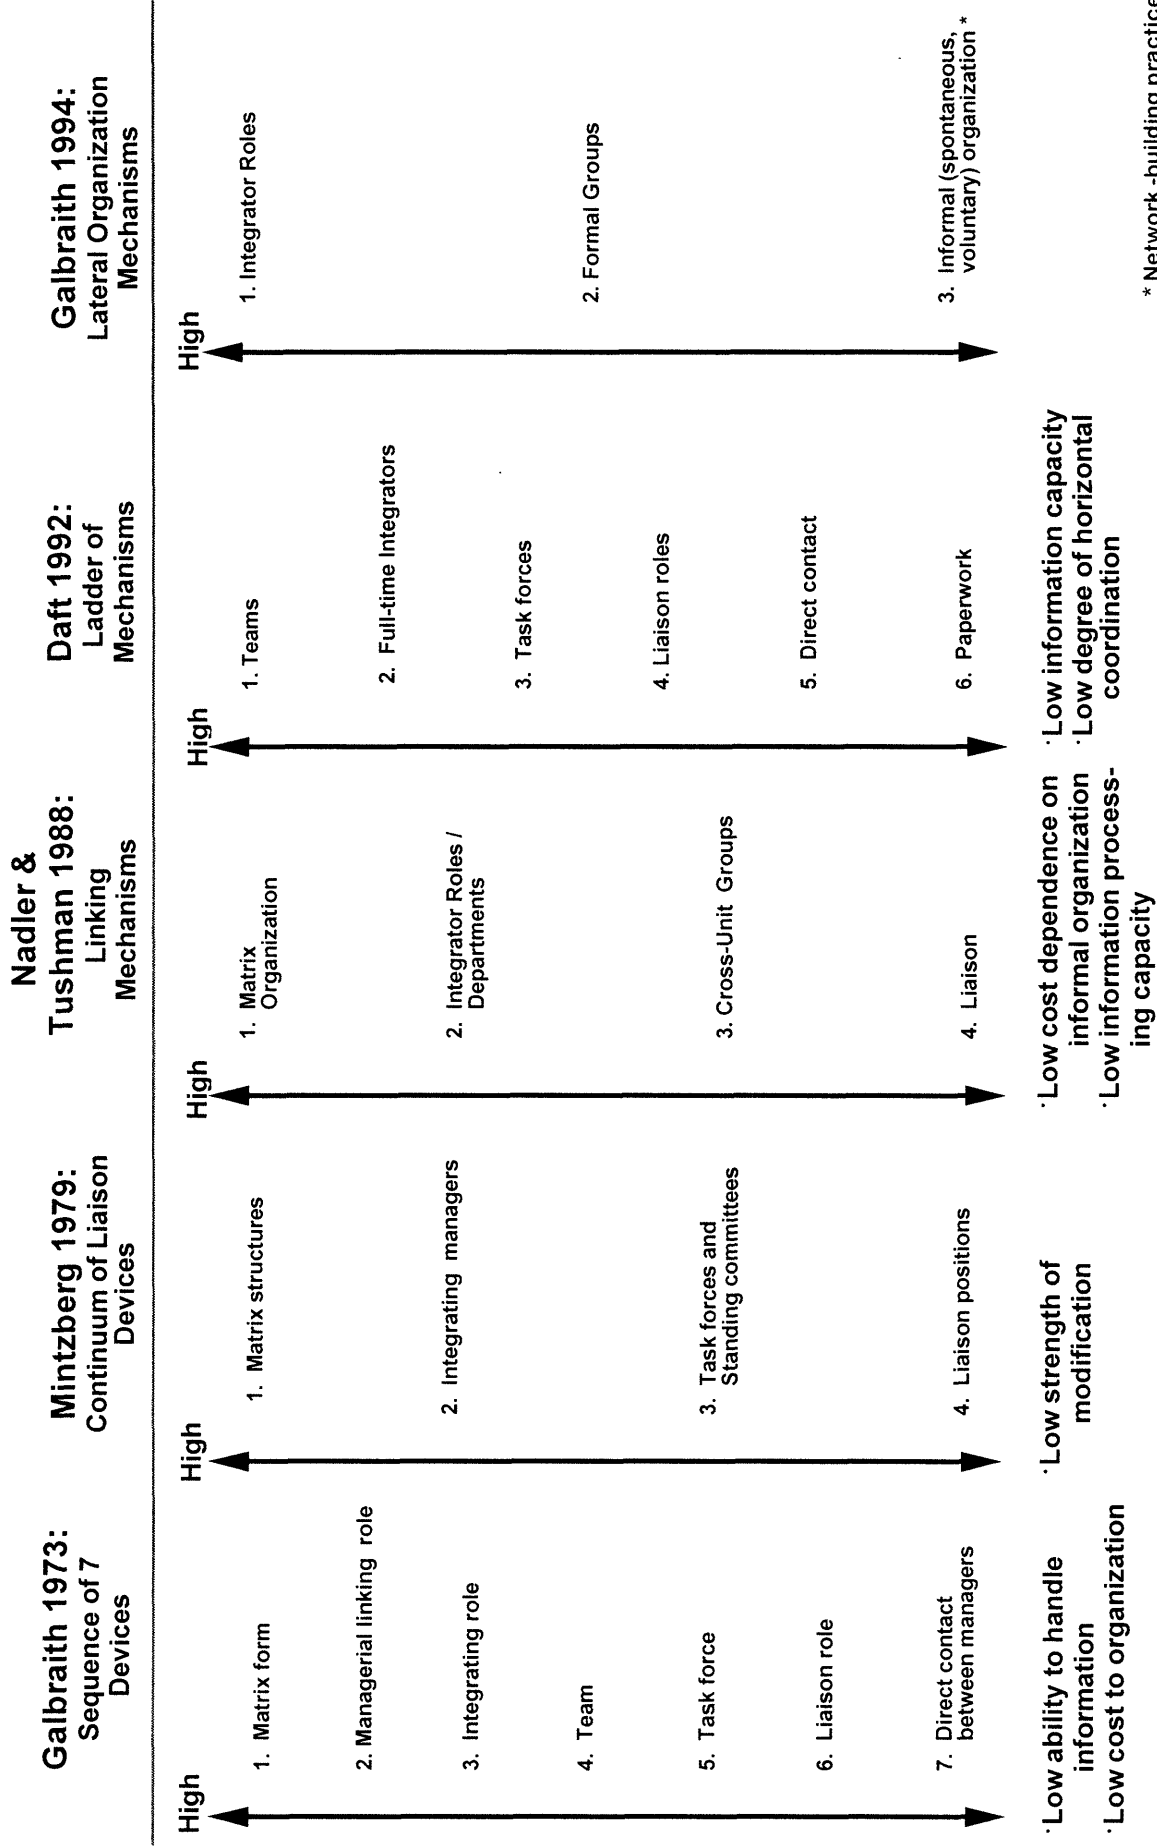 Galbraith 1973:
Sequence of 7
Devices
High
1. Matrix form
2. Managerial linking role
3. Integrating role
4. Team
5. Task force
6. Liaison role
7. Direct contact
between managers
· Low ability to handle
information
· Low cost to organization
Mintzberg 1979:
Continuum of Liaison
Devices
High
1. Matrix structures
2. Integrating managers
3. Task forces and
Standing committees
4. Liaison positions
· Low strength of
modification
Nadler &
Tushman 1988:
Linking
Mechanisms
High
1. Matrix
Organization
2. Integrator Roles /
Departments
3. Cross-Unit Groups
4. Liaison
· Low cost dependence on
informal organization
· Low information process-
ing capacity
Daft 1992:
Ladder of
Mechanisms
High
1. Teams
2. Full-time Integrators
3. Task forces
4. Liaison roles
5. Direct contact
6. Paperwork
· Low information capacity
· Low degree of horizontal
coordination
Galbraith 1994:
Lateral Organization
Mechanisms
High
1. Integrator Roles
2. Formal Groups
3. Informal (spontaneous,
voluntary) organization *
* Network -building practice